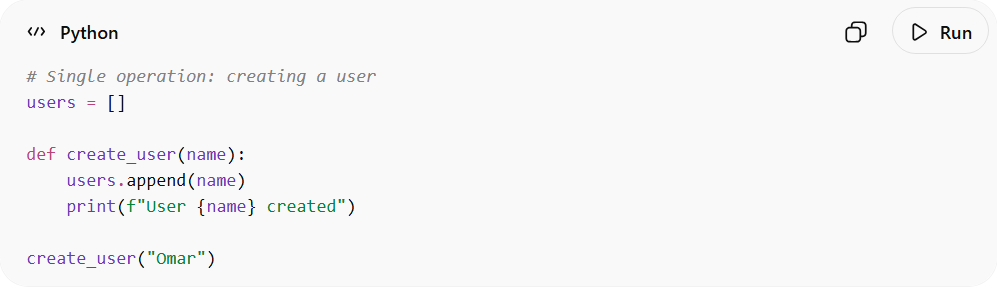 </> Python Run
# Single operation: creating a user
users = []
def create_user(name):
    users.append(name)
    print(f"User {name} created")
create_user("Omar")